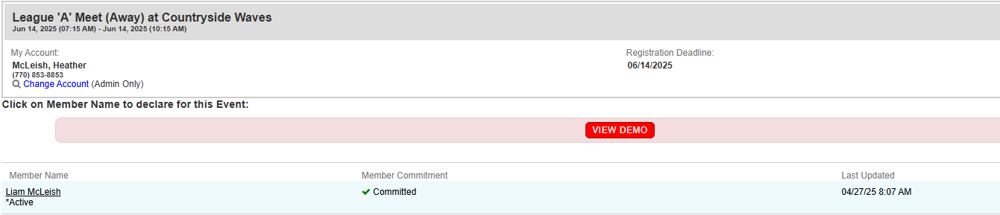 League 'A' Meet (Away) at Countryside Waves
Jun 14, 2025 (07:15 AM) - Jun 14, 2025 (10:15 AM)
My Account:
Registration Deadline:
McLeish, Heather
06/14/2025
(770) 853-8853
Change Account (Admin Only)
Click on Member Name to declare for this Event:
VIEW DEMO
Member Name Member Commitment Last Updated
Liam McLeish Committed 04/27/25 8:07 AM
*Active